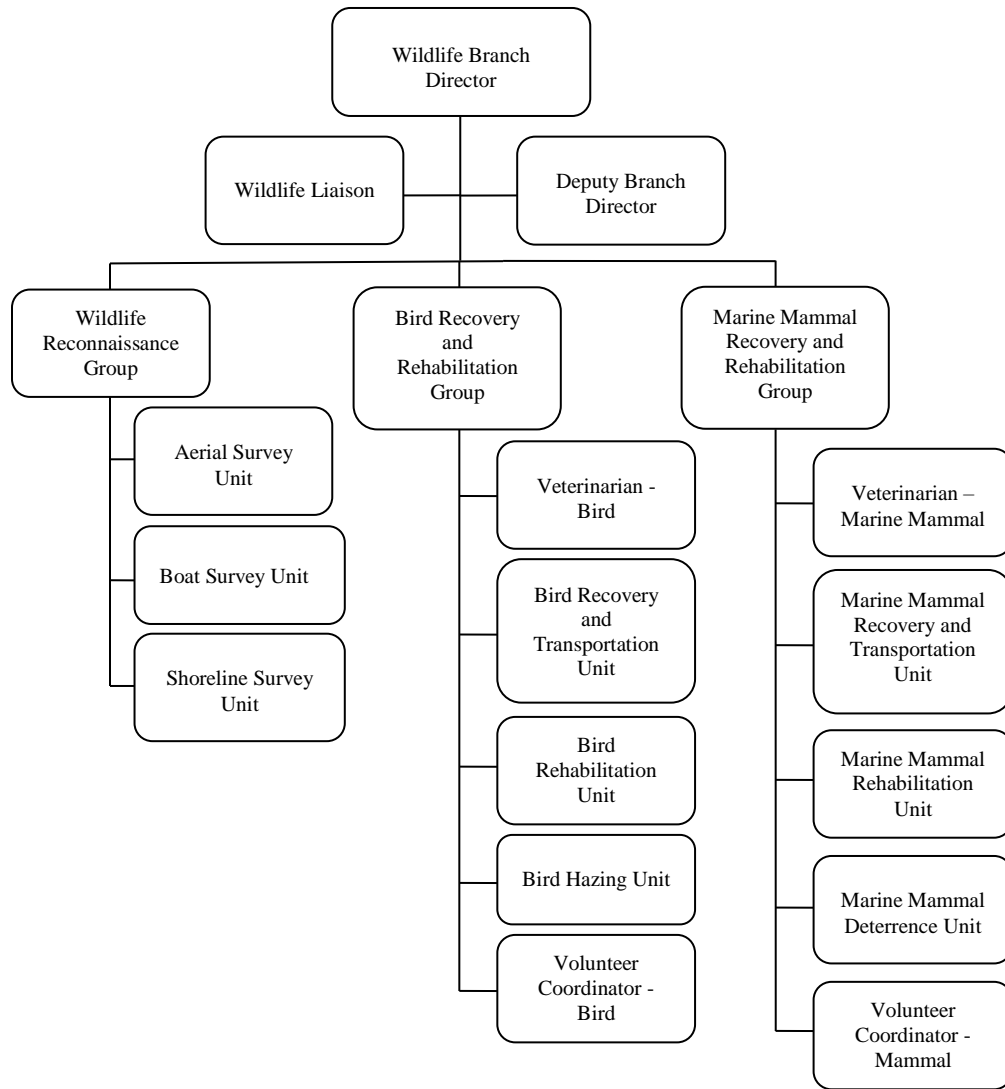 Wildlife Branch
Director
Wildlife Liaison
Deputy Branch
Director
Wildlife
Reconnaissance
Group
Bird Recovery
and
Rehabilitation
Group
Marine Mammal
Recovery and
Rehabilitation
Group
Aerial Survey
Unit
Boat Survey Unit
Shoreline Survey
Unit
Veterinarian -
Bird
Bird Recovery
and
Transportation
Unit
Bird
Rehabilitation
Unit
Bird Hazing Unit
Volunteer
Coordinator -
Bird
Veterinarian –
Marine Mammal
Marine Mammal
Recovery and
Transportation
Unit
Marine Mammal
Rehabilitation
Unit
Marine Mammal
Deterrence Unit
Volunteer
Coordinator -
Mammal